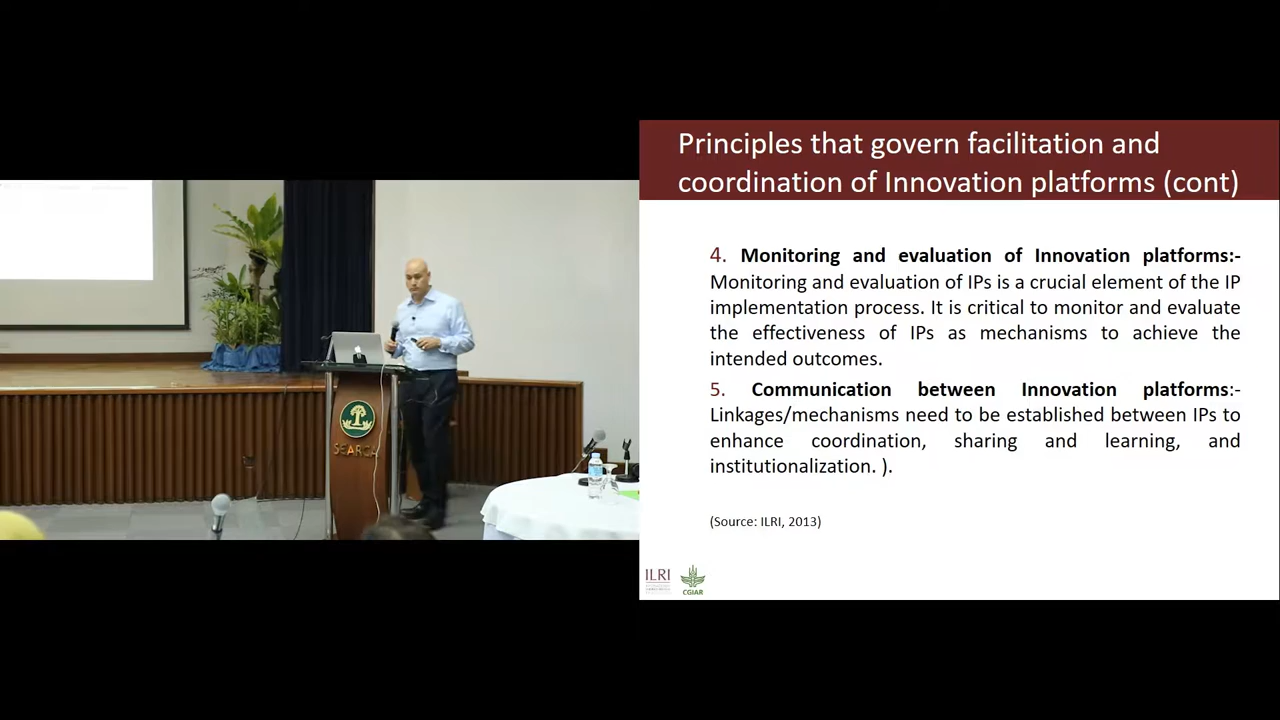 Principles that govern facilitation and
coordination of Innovation platforms (cont)
4. Monitoring and evaluation of Innovation platforms:-
Monitoring and evaluation of IPs is a crucial element of the IP
implementation process. It is critical to monitor and evaluate
the effectiveness of IPs as mechanisms to achieve the
intended outcomes.
5. Communication between Innovation platforms:-
Linkages/mechanisms need to be established between IPs to
enhance coordination, sharing and learning, and
institutionalization. ).
(Source: ILRI, 2013)
ILRI
CGIAR
SEARCA